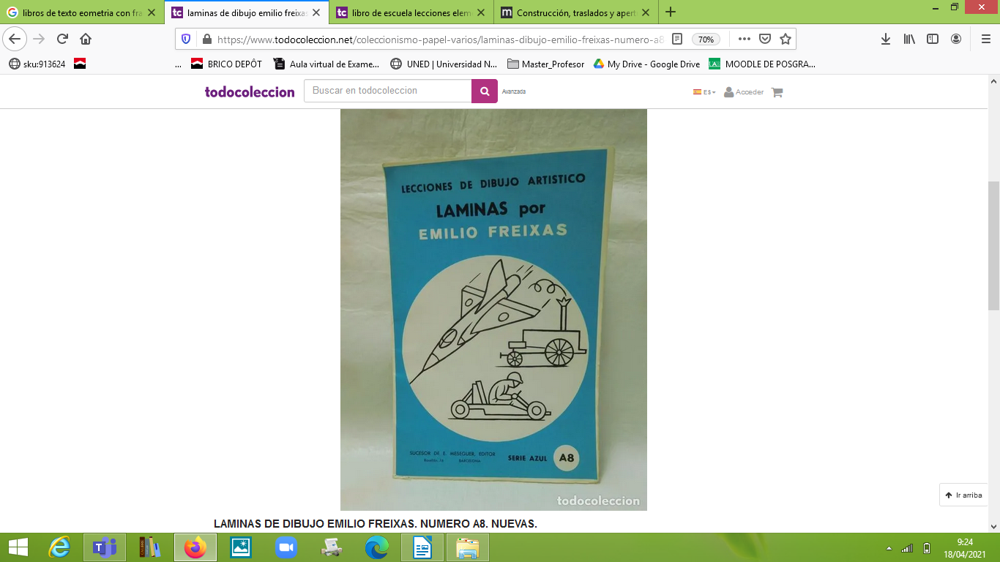 libros de texto eometria con fra
laminas de dibujo emilio freixas
libro de escuela lecciones elem
Construcción, traslados y apert
https://www.todocoleccion.net/coleccionismo-papel-varios/laminas-dibujo-emilio-freixas-numero-a8
70%
sku:913624
...
BRICO DEPÔT
Aula virtual de Exame...
UNED | Universidad N...
Master_Profesor
My Drive - Google Drive
MOODLE DE POSGRA...
todocoleccion
Buscar en todocoleccion
Avanzada
ES
Acceder
LECCIONES DE DIBUJO ARTISTICO
LAMINAS por
EMILIO FREIXAS
SUCESOR DE E. MESEGUER, EDITOR
BARCELONA
SERIE AZUL
A8
todocoleccion
Ir arriba
LAMINAS DE DIBUJO EMILIO FREIXAS. NUMERO A8. NUEVAS.
9:24
18/04/2021